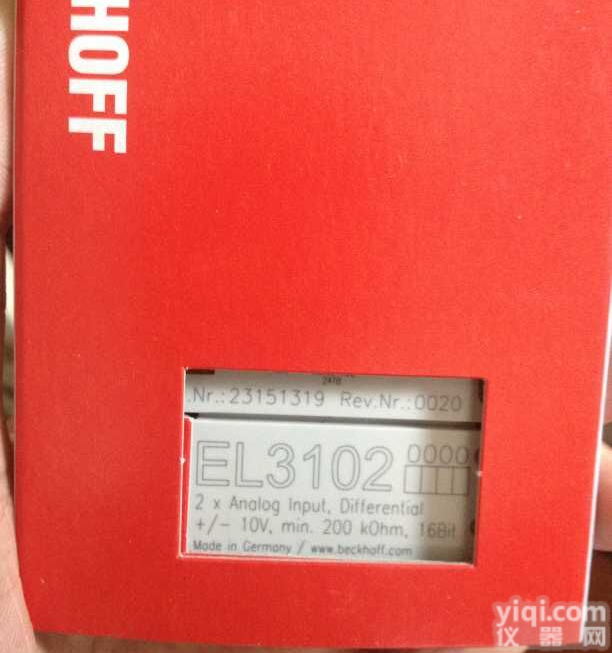 HOFF
.Nr.:23151319 Rev.Nr.:0020
EL3102 0000
2 x Analog Input, Differential
+/- 10V, min. 200 kOhm, 16Bit
Made in Germany / www.beckhoff.com
yiqi.com
仪器网